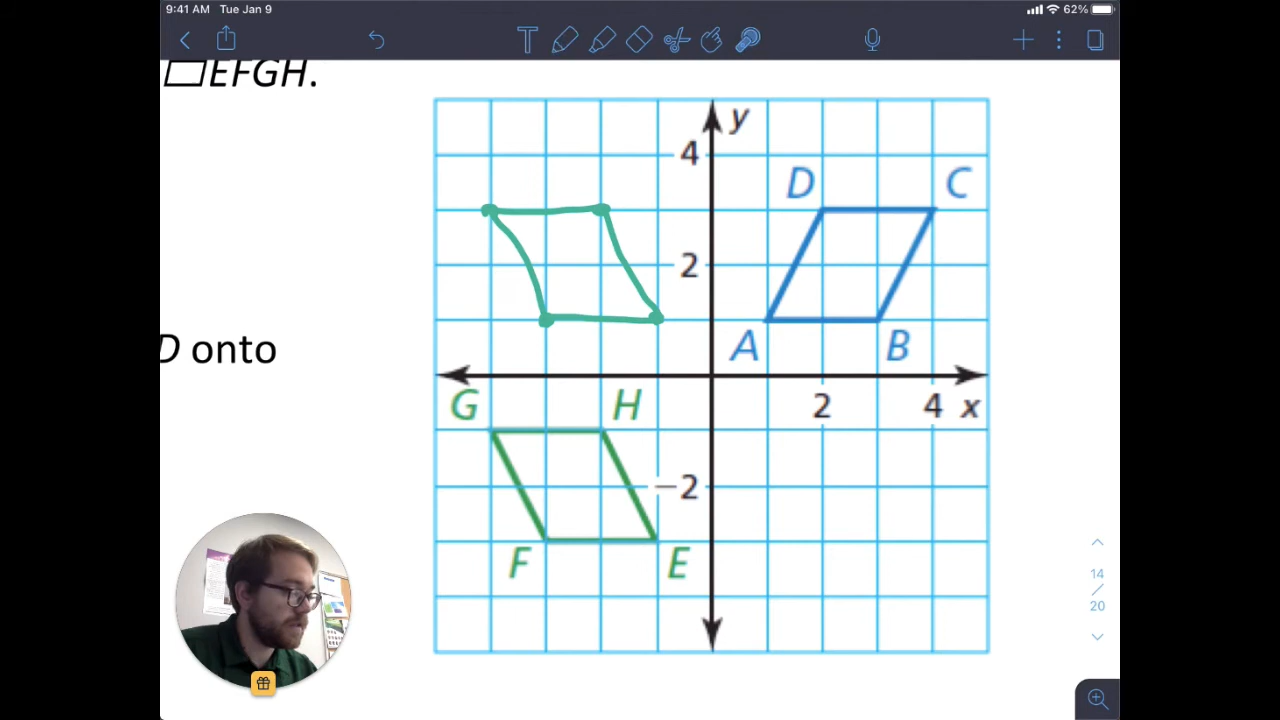 9:41 AM Tue Jan 9 62%
T
▱EFGH.
y
4
D C
2
A B
D onto
G H 2 4 x
−2
F E
14
/
20